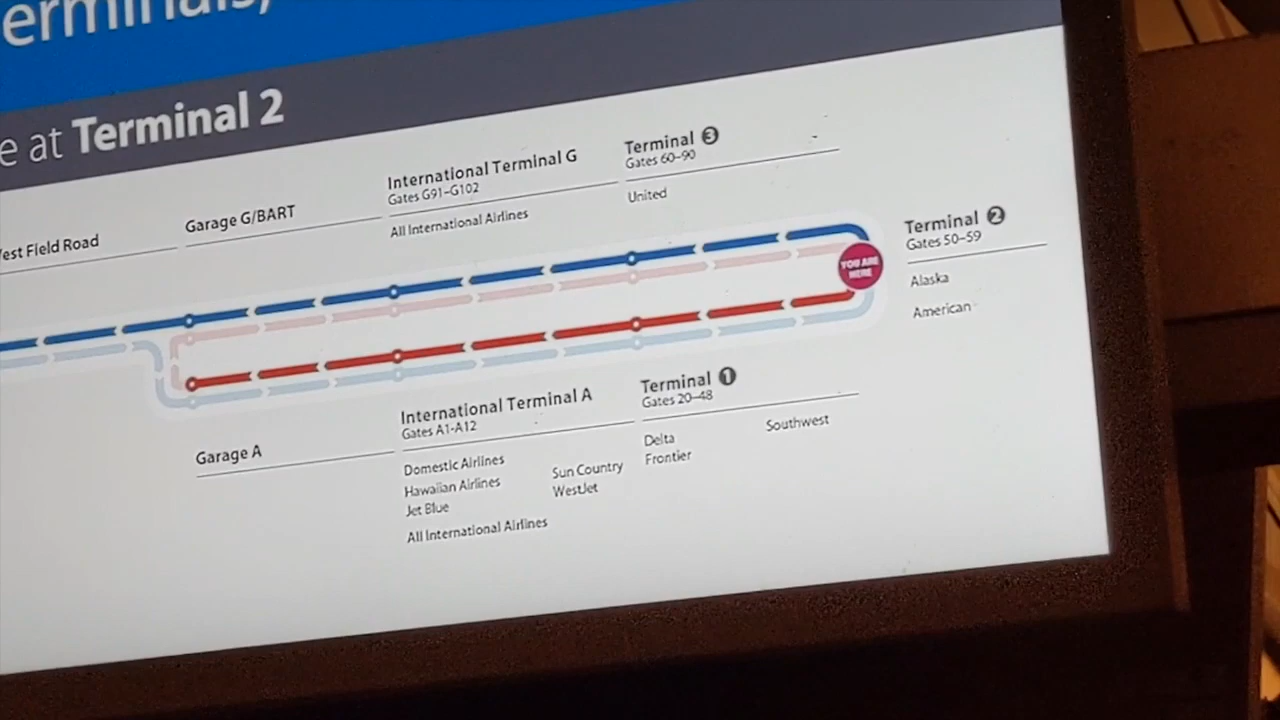 erminals,
e at Terminal 2
est Field Road
Garage G/BART
International Terminal G
Gates G91–G102
All International Airlines
Terminal 3
Gates 60–90
United
Terminal 2
Gates 50–59
Alaska
American
YOU ARE
HERE
Garage A
International Terminal A
Gates A1-A12
Domestic Airlines
Hawaiian Airlines
Jet Blue
Sun Country
WestJet
All International Airlines
Terminal 1
Gates 20–48
Delta
Frontier
Southwest